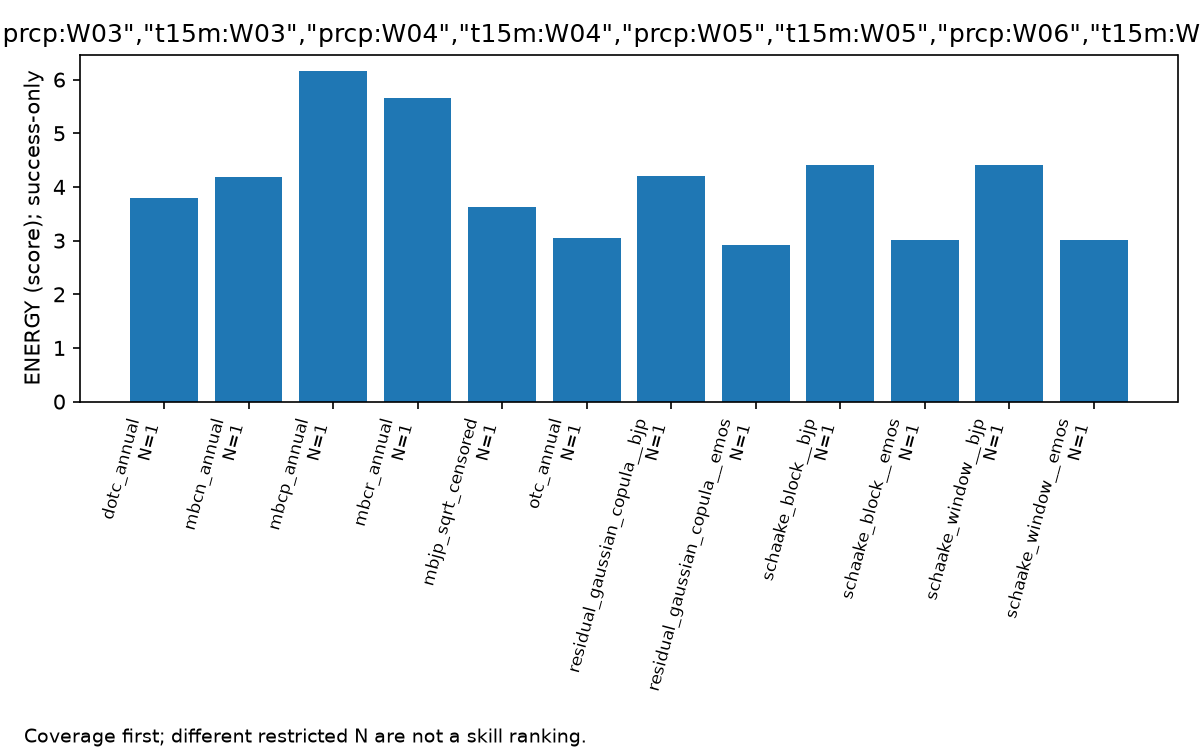 prcp:W03","t15m:W03","prcp:W04","t15m:W04","prcp:W05","t15m:W05","prcp:W06","t15m:W
ENERGY (score); success-only
6
5
4
3
2
1
0
dotc_annual
N=1
mbcn_annual
N=1
mbcp_annual
N=1
mbcr_annual
N=1
mbjp_sqrt_censored
N=1
otc_annual
N=1
residual_gaussian_copula__bjp
N=1
residual_gaussian_copula__emos
N=1
schaake_block__bjp
N=1
schaake_block__emos
N=1
schaake_window__bjp
N=1
schaake_window__emos
N=1
Coverage first; different restricted N are not a skill ranking.